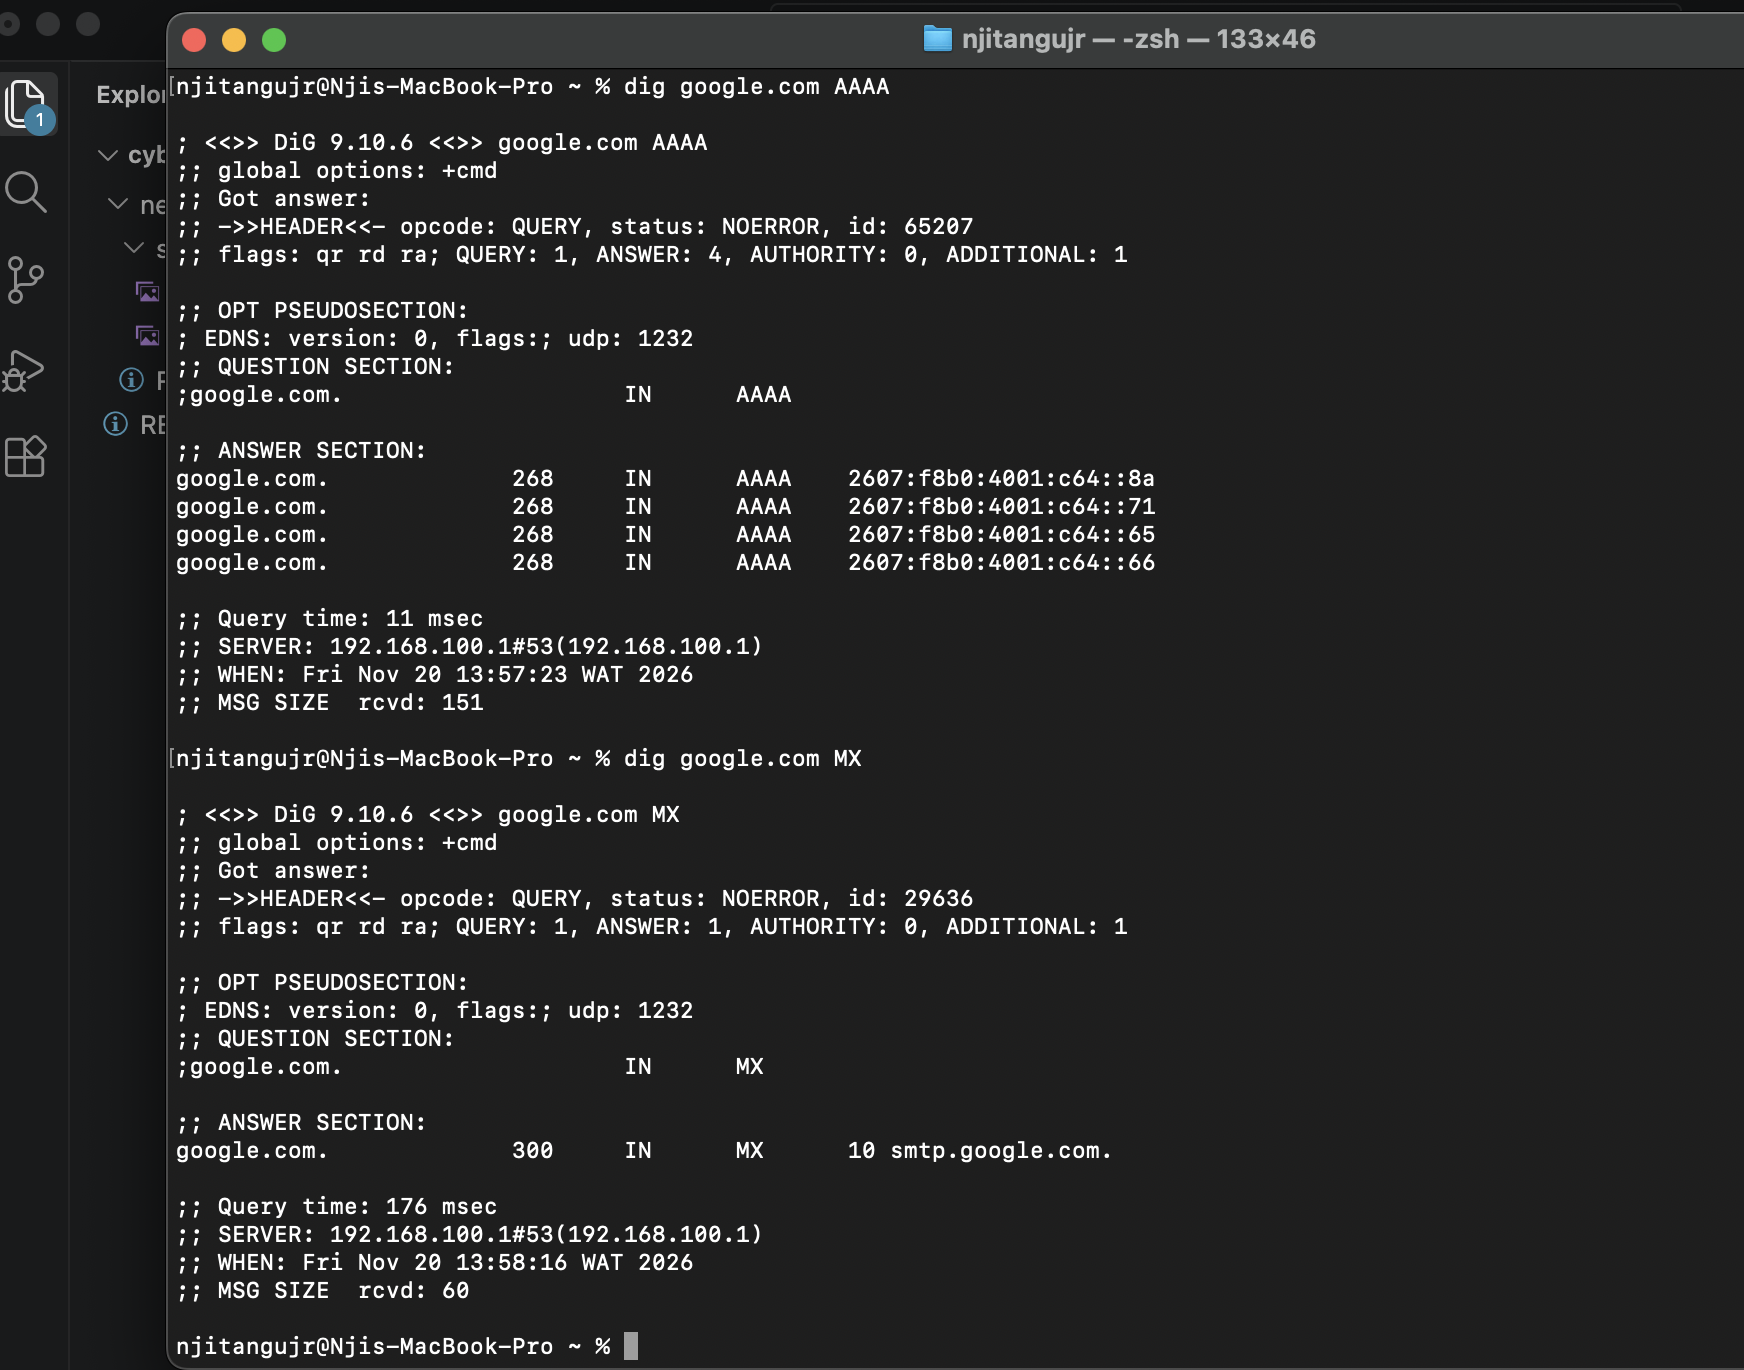 njitangujr — -zsh — 133×46
1
[njitangujr@Njis-MacBook-Pro ~ % dig google.com AAAA

; <<>> DiG 9.10.6 <<>> google.com AAAA
;; global options: +cmd
;; Got answer:
;; ->>HEADER<<- opcode: QUERY, status: NOERROR, id: 65207
;; flags: qr rd ra; QUERY: 1, ANSWER: 4, AUTHORITY: 0, ADDITIONAL: 1

;; OPT PSEUDOSECTION:
; EDNS: version: 0, flags:; udp: 1232
;; QUESTION SECTION:
;google.com. IN AAAA

;; ANSWER SECTION:
google.com. 268 IN AAAA 2607:f8b0:4001:c64::8a
google.com. 268 IN AAAA 2607:f8b0:4001:c64::71
google.com. 268 IN AAAA 2607:f8b0:4001:c64::65
google.com. 268 IN AAAA 2607:f8b0:4001:c64::66

;; Query time: 11 msec
;; SERVER: 192.168.100.1#53(192.168.100.1)
;; WHEN: Fri Nov 20 13:57:23 WAT 2026
;; MSG SIZE rcvd: 151

[njitangujr@Njis-MacBook-Pro ~ % dig google.com MX

; <<>> DiG 9.10.6 <<>> google.com MX
;; global options: +cmd
;; Got answer:
;; ->>HEADER<<- opcode: QUERY, status: NOERROR, id: 29636
;; flags: qr rd ra; QUERY: 1, ANSWER: 1, AUTHORITY: 0, ADDITIONAL: 1

;; OPT PSEUDOSECTION:
; EDNS: version: 0, flags:; udp: 1232
;; QUESTION SECTION:
;google.com. IN MX

;; ANSWER SECTION:
google.com. 300 IN MX 10 smtp.google.com.

;; Query time: 176 msec
;; SERVER: 192.168.100.1#53(192.168.100.1)
;; WHEN: Fri Nov 20 13:58:16 WAT 2026
;; MSG SIZE rcvd: 60

njitangujr@Njis-MacBook-Pro ~ %